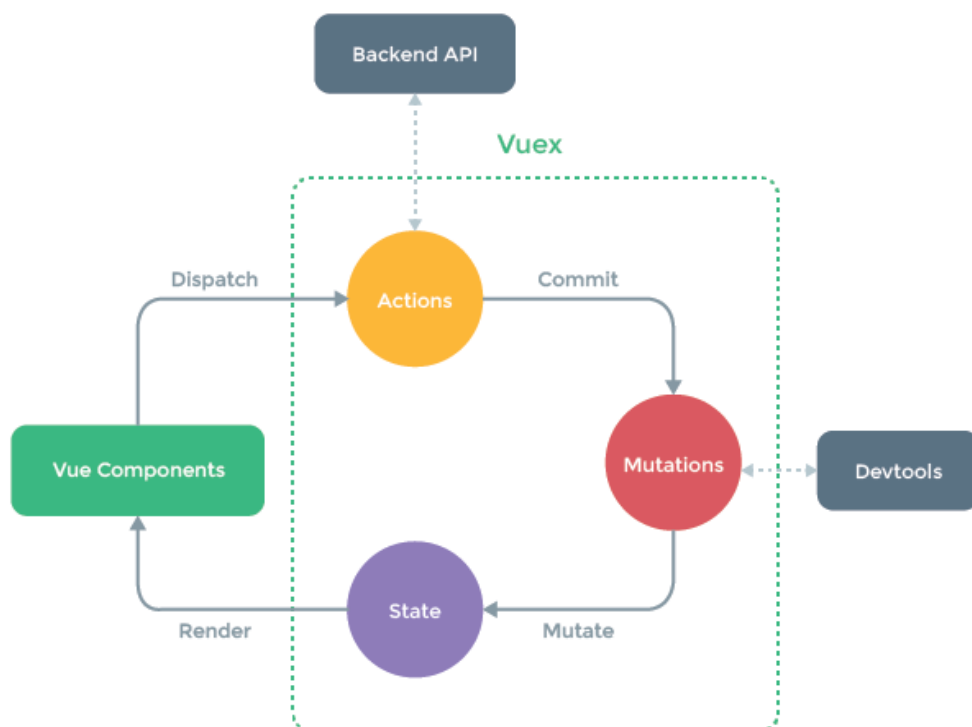 Backend API
Vuex
Dispatch
Commit
Actions
Vue Components
Mutations
Devtools
State
Render
Mutate